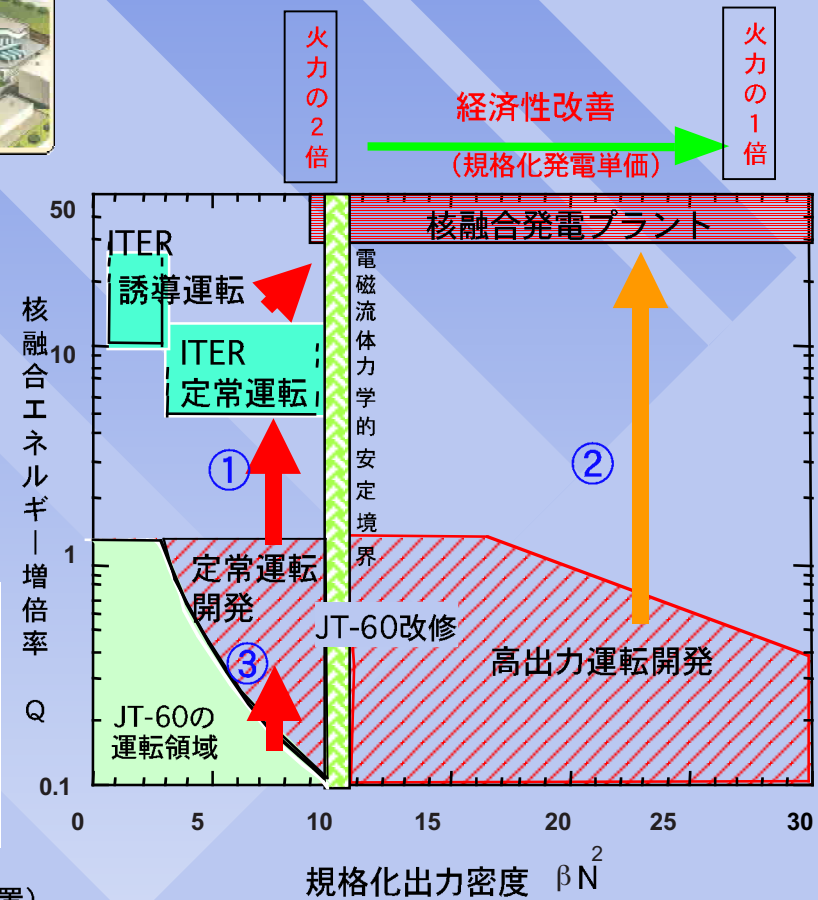 火力の2倍
火力の1倍
経済性改善
(規格化発電単価)
核融合発電プラント
50
10
1
0.1
核融合エネルギー増倍率 Q
ITER
誘導運転
ITER
定常運転
電磁流体力学的安定境界
①
②
定常運転
開発
JT-60改修
③
高出力運転開発
JT-60の
運転領域
0 5 10 15 20 25 30
規格化出力密度 βN2
置)